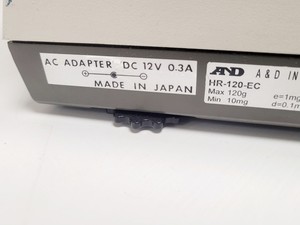 AC ADAPTER DC 12V 0.3A
MADE IN JAPAN
AND A&D IN
HR-120-EC
Max 120g e=1mg
Min 10mg d=0.1m